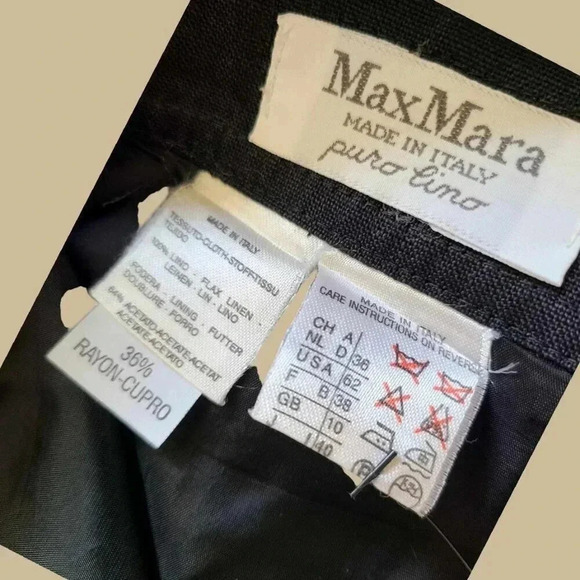 MaxMara
MADE IN ITALY
puro lino
MADE IN ITALY
TESSUTO-CLOTH-STOFF-TISSU
TEJIDO
100% LINO - FLAX, LINEN
LEINEN - LIN - LINO
FODERA - LINING - FUTTER
DOUBLURE - FORRO
64% ACETATO-ACETATE-ACETAT
ACETATE-ACETATO
36%
RAYON-CUPRO
MADE IN ITALY
CARE INSTRUCTIONS ON REVERSE
CH A
NL D 36
USA 62
F B 38
GB 10
I 40
P